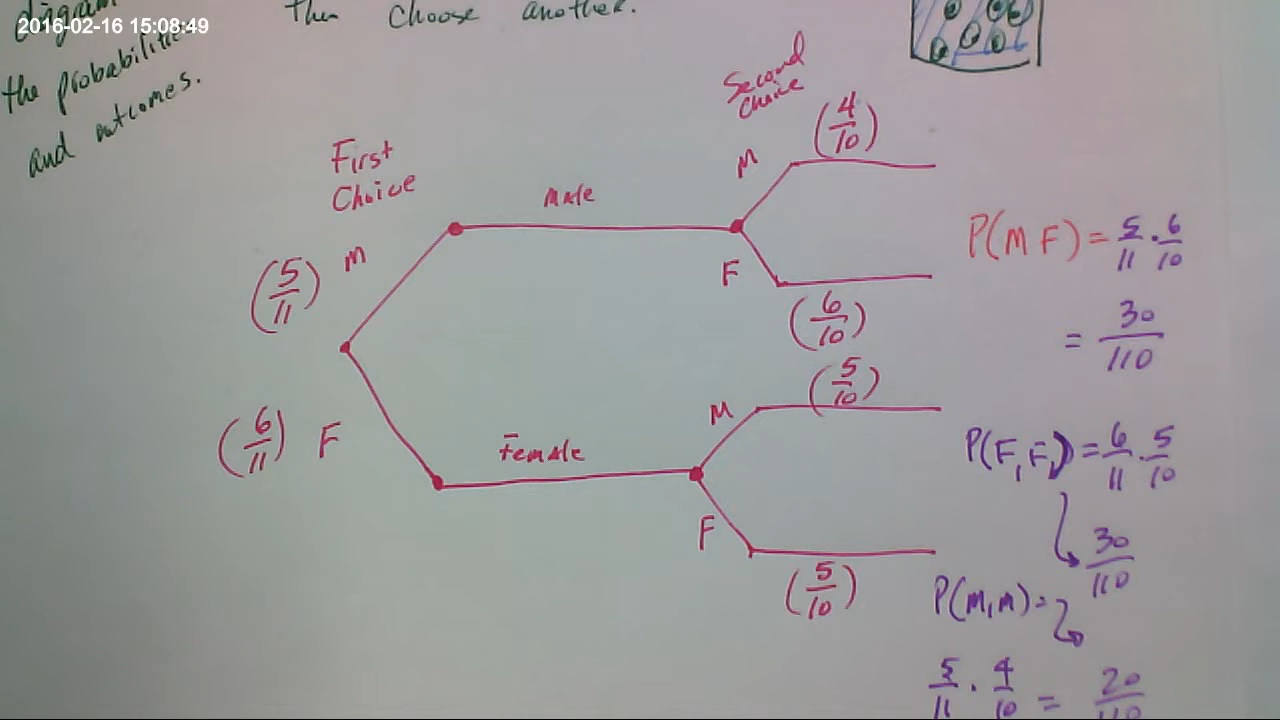 diagram
2016-02-16 15:08:49
Then choose another.
the probabilitie
and outcomes.
First
Choice
Second
Choice
(5/11) M
Male
M (4/10)
F (6/10)
(6/11) F
Female
M (5/10)
F (5/10)
P(M F) = 5/11 . 6/10
= 30/110
P(F, F) = 6/11 . 5/10
30/110
P(M, M) =
5/11 . 4/10 = 20/110